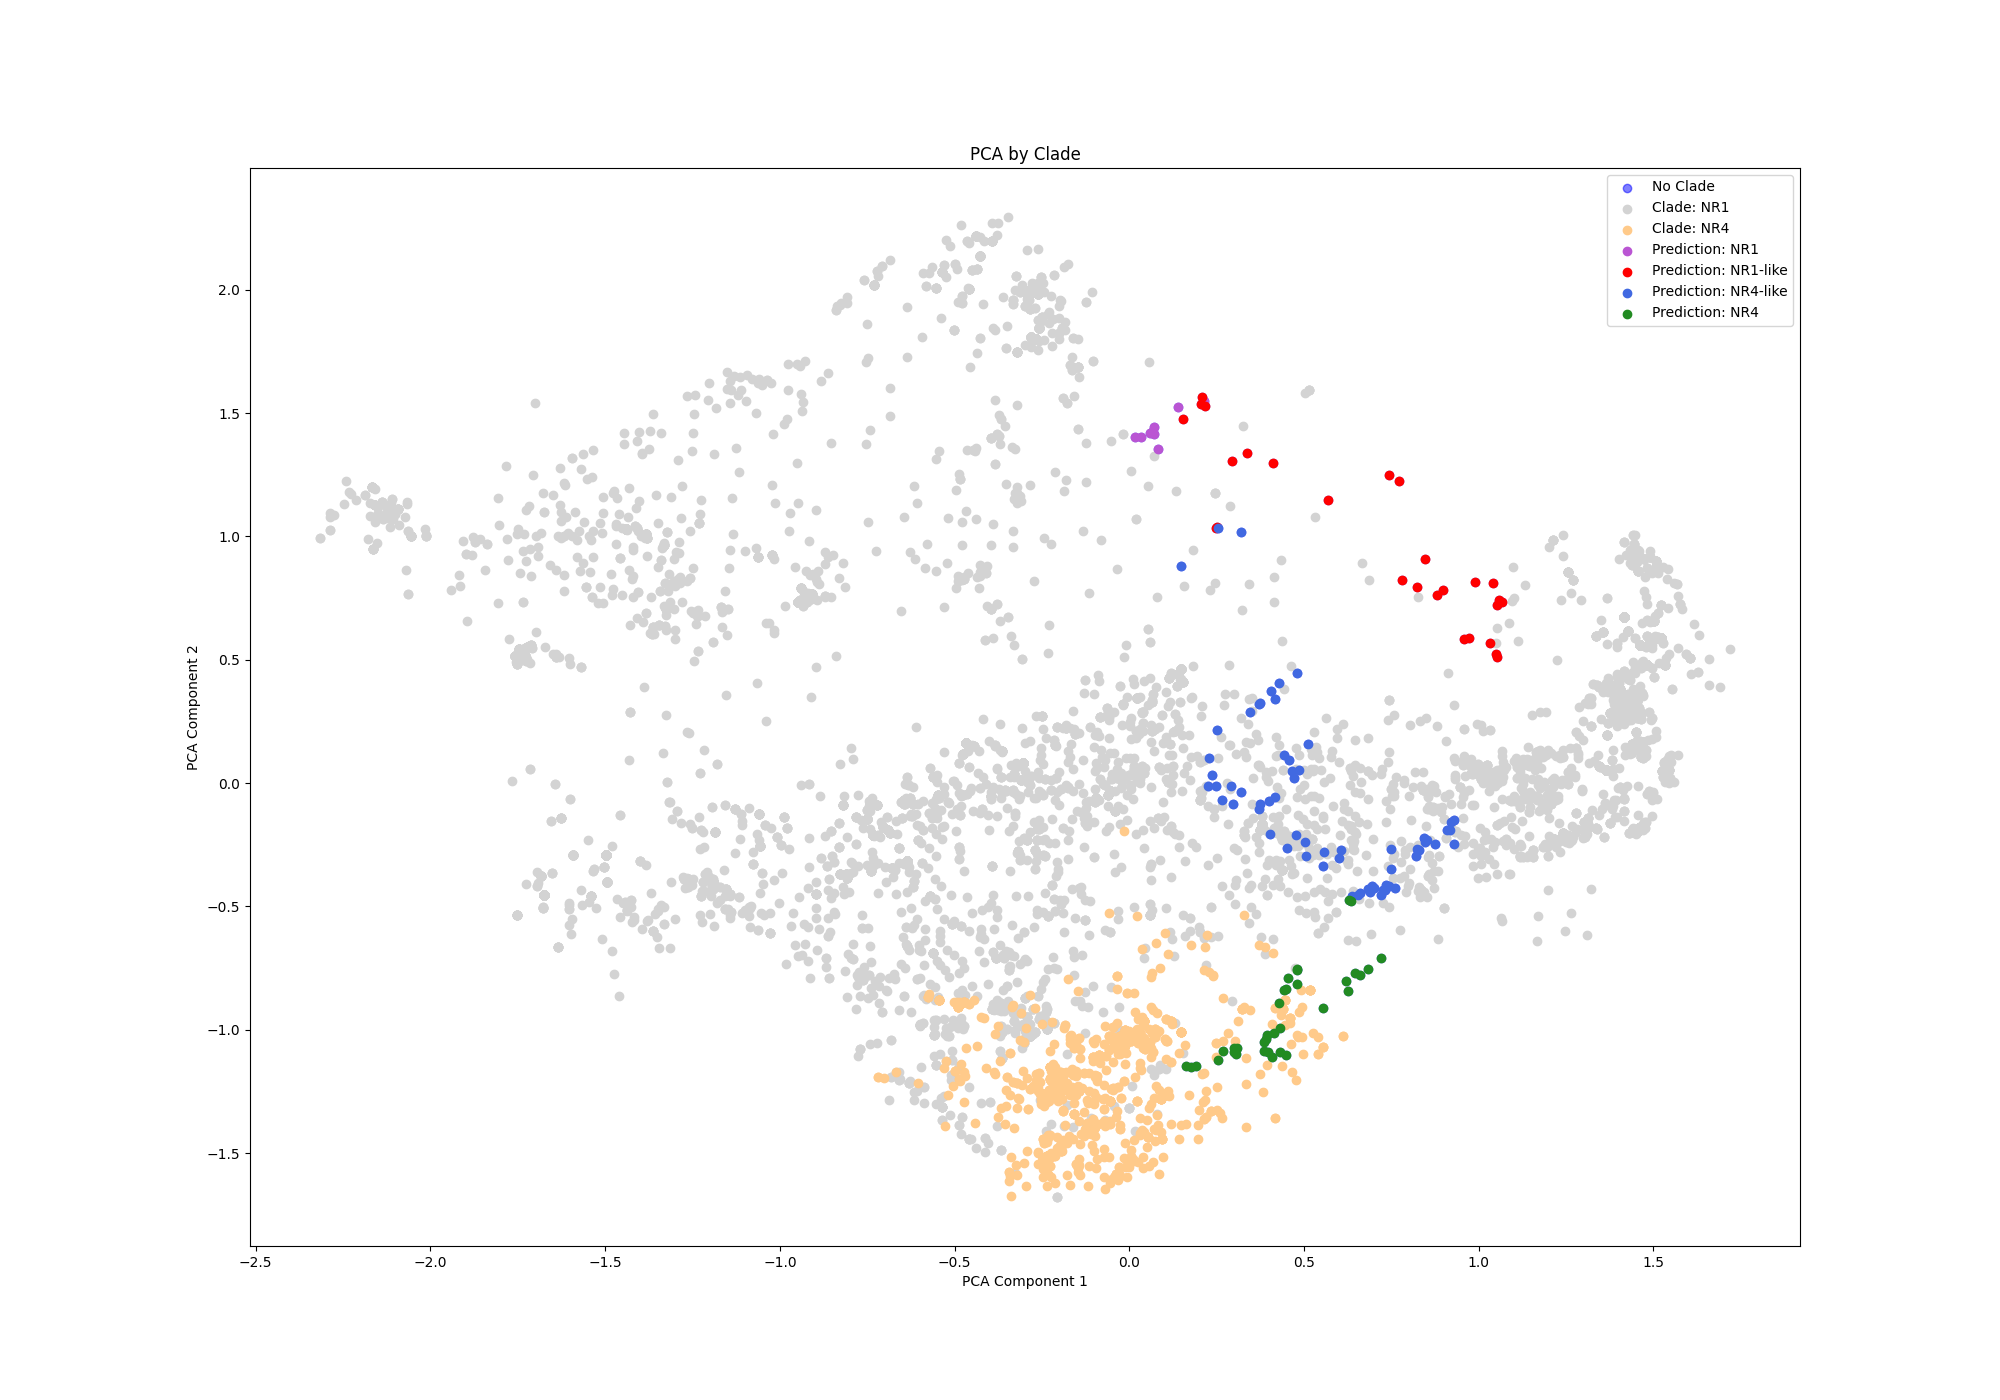 PCA by Clade
No Clade
Clade: NR1
Clade: NR4
Prediction: NR1
Prediction: NR1-like
Prediction: NR4-like
Prediction: NR4
2.0
1.5
1.0
0.5
0.0
−0.5
−1.0
−1.5
PCA Component 2
−2.5 −2.0 −1.5 −1.0 −0.5 0.0 0.5 1.0 1.5
PCA Component 1